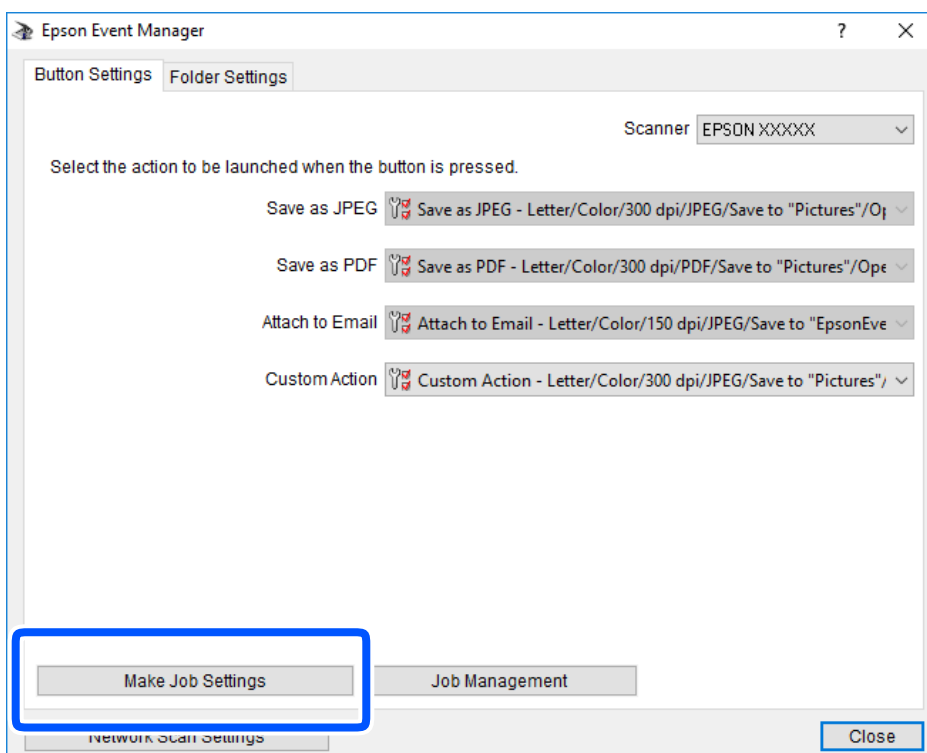 Epson Event Manager
Button Settings Folder Settings
Scanner EPSON XXXXX
Select the action to be launched when the button is pressed.
Save as JPEG Save as JPEG - Letter/Color/300 dpi/JPEG/Save to "Pictures"/Op
Save as PDF Save as PDF - Letter/Color/300 dpi/PDF/Save to "Pictures"/Ope
Attach to Email Attach to Email - Letter/Color/150 dpi/JPEG/Save to "EpsonEve
Custom Action Custom Action - Letter/Color/300 dpi/JPEG/Save to "Pictures"/
Make Job Settings Job Management
Network Scan Settings Close